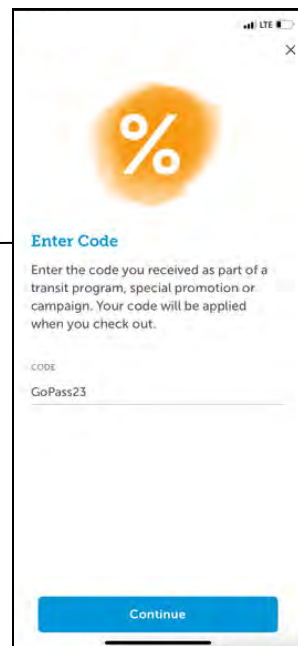 LTE
%
Enter Code
Enter the code you received as part of a
transit program, special promotion or
campaign. Your code will be applied
when you check out.
CODE
GoPass23
Continue